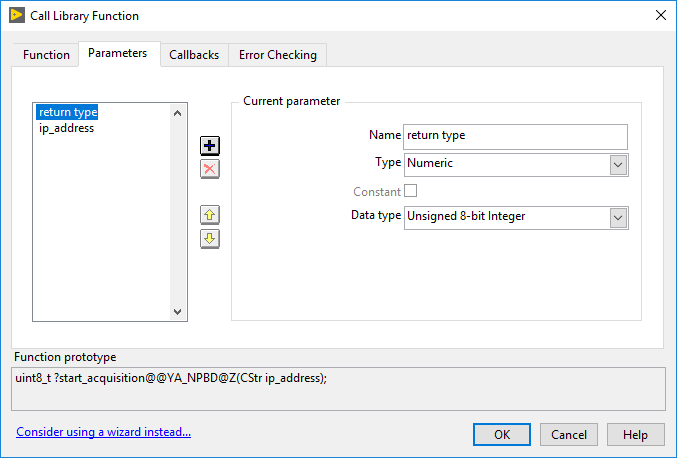 Call Library Function
Function Parameters Callbacks Error Checking
return type
ip_address
Current parameter
Name return type
Type Numeric
Constant
Data type Unsigned 8-bit Integer
Function prototype
uint8_t ?start_acquisition@@YA_NPBD@Z(CStr ip_address);
Consider using a wizard instead...
OK Cancel Help